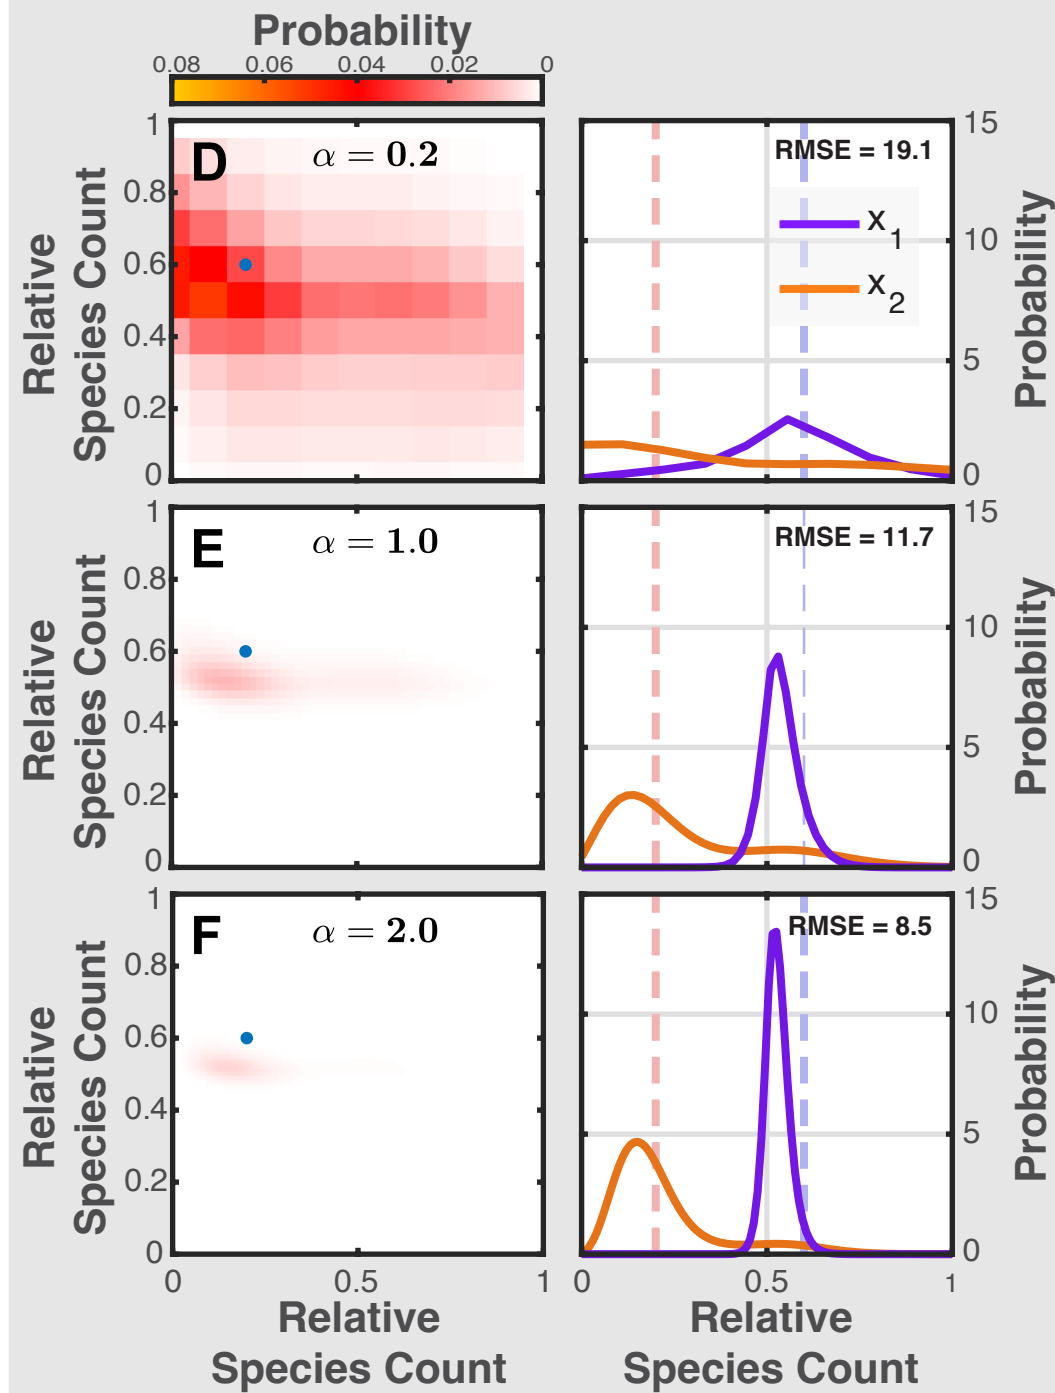 Probability
0.08 0.06 0.04 0.02 0
D α = 0.2
1
0.8
0.6
0.4
0.2
0
Relative
Species Count
RMSE = 19.1
x1
x2
15
10
5
0
Probability
E α = 1.0
1
0.8
0.6
0.4
0.2
0
Relative
Species Count
RMSE = 11.7
15
10
5
0
Probability
F α = 2.0
1
0.8
0.6
0.4
0.2
0
Relative
Species Count
RMSE = 8.5
15
10
5
0
Probability
0 0.5 1
Relative
Species Count
0 0.5 1
Relative
Species Count